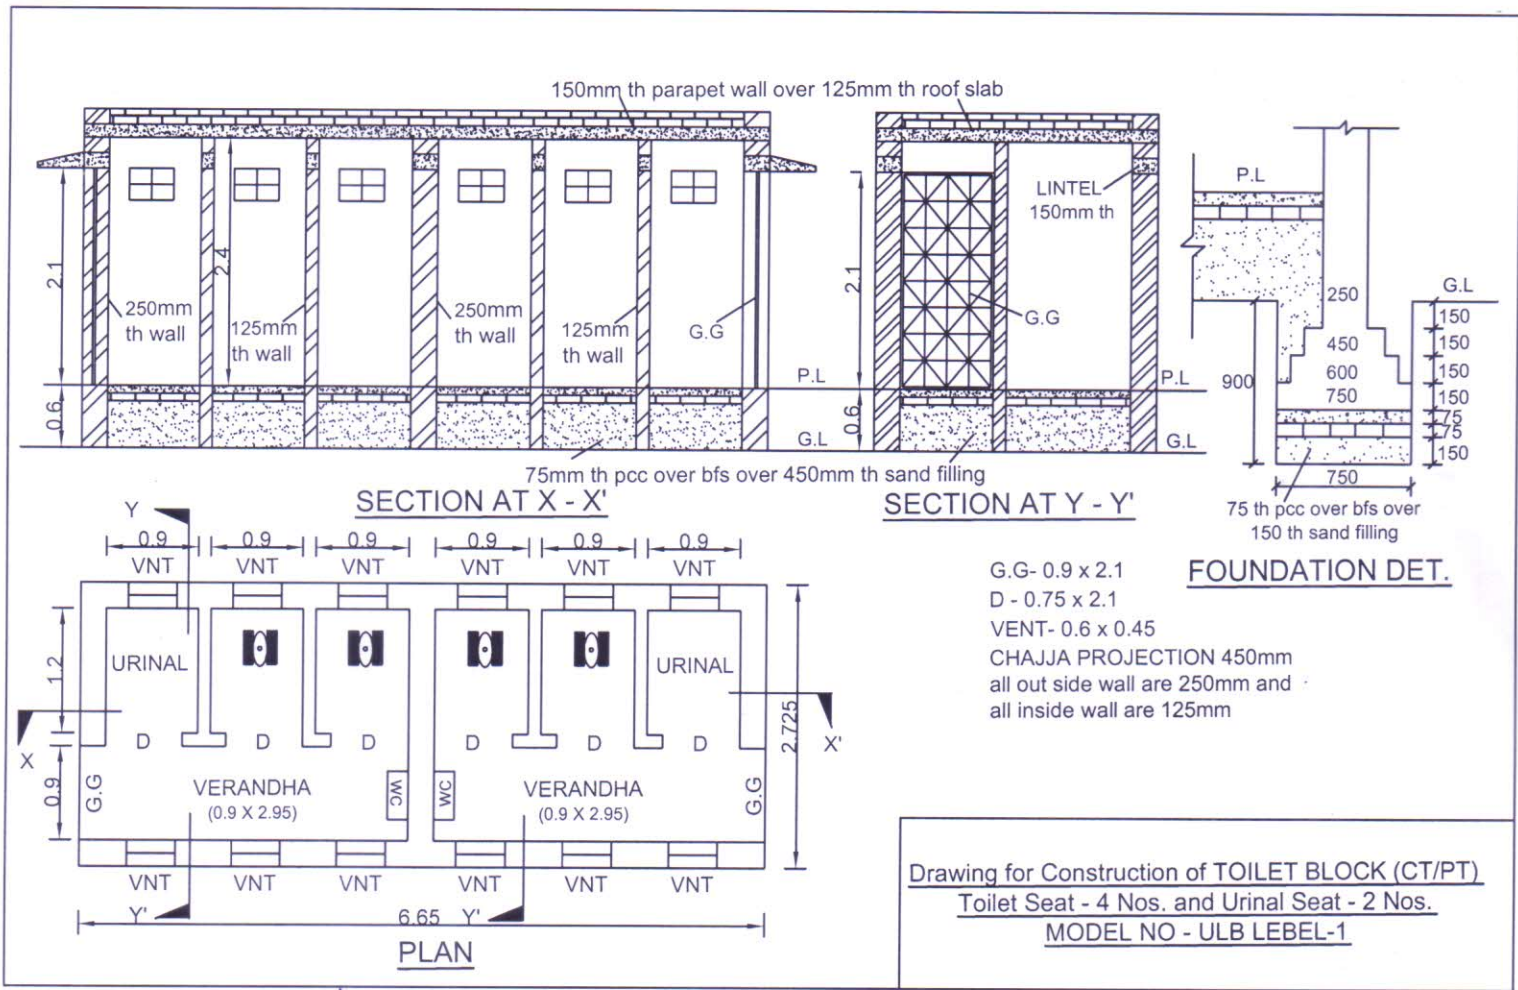 150mm th parapet wall over 125mm th roof slab
2.1
0.6
250mm
th wall
2.4
125mm
th wall
250mm
th wall
125mm
th wall
G.G
P.L
G.L
2.1
0.6
LINTEL
150mm th
G.G
P.L
G.L
75mm th pcc over bfs over 450mm th sand filling
SECTION AT X - X'
SECTION AT Y - Y'
P.L
G.L
250
450
600
750
900
150
150
150
150
75
75
150
750
75 th pcc over bfs over
150 th sand filling
FOUNDATION DET.
Y
0.9 0.9 0.9 0.9 0.9 0.9
VNT VNT VNT VNT VNT VNT
URINAL URINAL
1.2
X X'
D D D D D D
2.725
0.9
G.G
VERANDHA
(0.9 X 2.95)
WC
WC
VERANDHA
(0.9 X 2.95)
G.G
VNT VNT VNT VNT VNT VNT
Y' 6.65 Y'
PLAN
G.G- 0.9 x 2.1
D - 0.75 x 2.1
VENT- 0.6 x 0.45
CHAJJA PROJECTION 450mm
all out side wall are 250mm and
all inside wall are 125mm
Drawing for Construction of TOILET BLOCK (CT/PT)
Toilet Seat - 4 Nos. and Urinal Seat - 2 Nos.
MODEL NO - ULB LEBEL-1